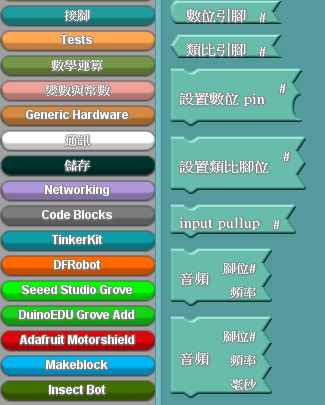 接腳
Tests
數學運算
變數與常數
Generic Hardware
通訊
儲存
Networking
Code Blocks
TinkerKit
DFRobot
Seeed Studio Grove
DuinoEDU Grove Add
Adafruit Motorshield
Makeblock
Insect Bot
數位引腳 #
類比引腳 #
設置數位 pin #
設置類比腳位 #
input pullup #
音頻 腳位#
頻率
音頻 腳位#
頻率
毫秒